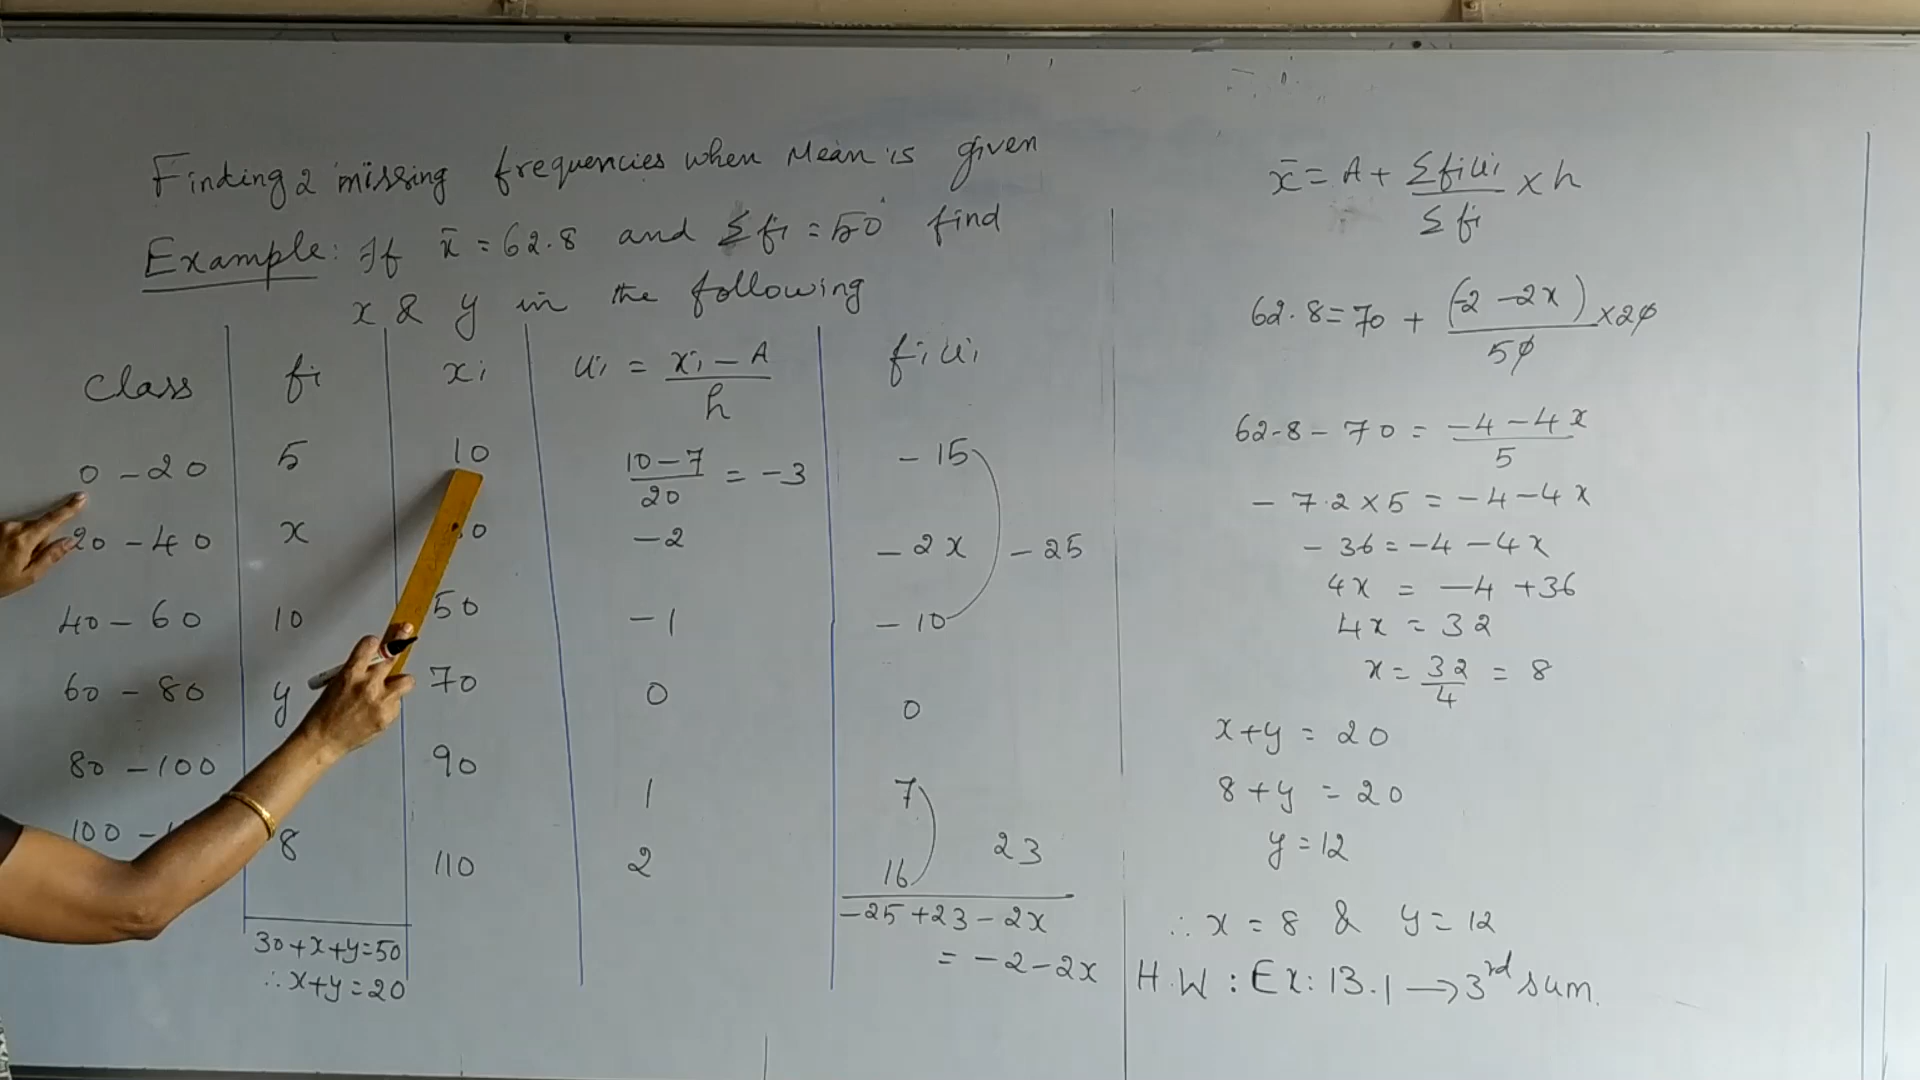 Finding 2 missing frequencies when Mean is given
Example: If x̄ = 62.8 and Σfi = 50 find
x & y in the following
Class fi xi ui = (xi – A)/h fiui
0 – 20 5 10 (10 – 7)/20 = –3 – 15
20 – 40 x –2 – 2x – 25
40 – 60 10 50 –1 – 10
60 – 80 y 70 0 0
80 – 100 90 1 7
100 – 8 110 2 16 23
30+x+y=50
∴ x+y=20
–25+23–2x
= –2–2x
x̄ = A + Σfiui/Σfi × h
62.8 = 70 + (–2 –2x)/50 × 20
62.8 – 70 = (–4 – 4x)/5
– 7.2 × 5 = –4 –4x
– 36 = –4 –4x
4x = –4 +36
4x = 32
x = 32/4 = 8
x+y = 20
8+y = 20
y = 12
∴ x = 8 & y = 12
H.W : Ex: 13.1 → 3rd sum.